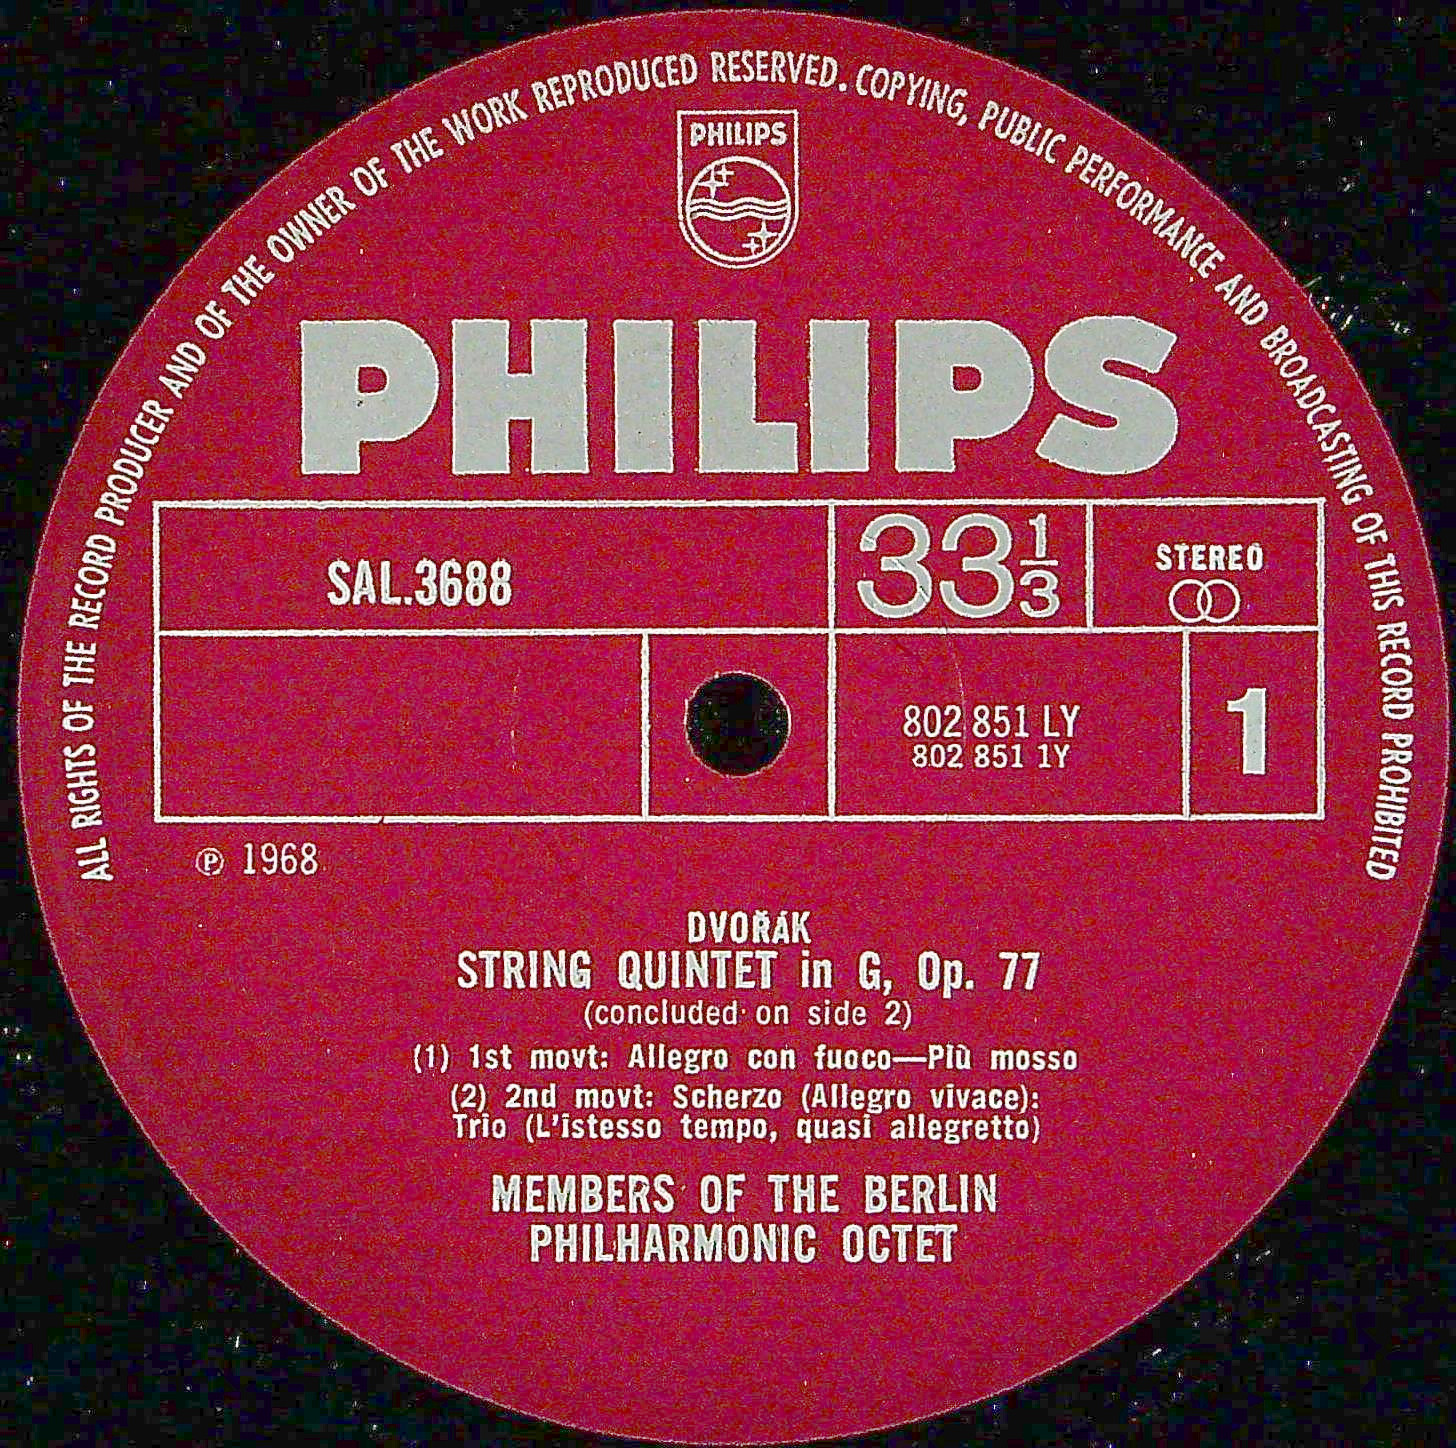 ALL RIGHTS OF THE RECORD PRODUCER AND OF THE OWNER OF THE WORK REPRODUCED RESERVED. COPYING, PUBLIC PERFORMANCE AND BROADCASTING OF THIS RECORD PROHIBITED
PHILIPS
PHILIPS
SAL.3688
33 1/3
STEREO
802 851 LY
802 851 1Y
1
℗ 1968
DVOŘÁK
STRING QUINTET in G, Op. 77
(concluded on side 2)
(1) 1st movt: Allegro con fuoco—Più mosso
(2) 2nd movt: Scherzo (Allegro vivace):
Trio (L'istesso tempo, quasi allegretto)
MEMBERS OF THE BERLIN
PHILHARMONIC OCTET